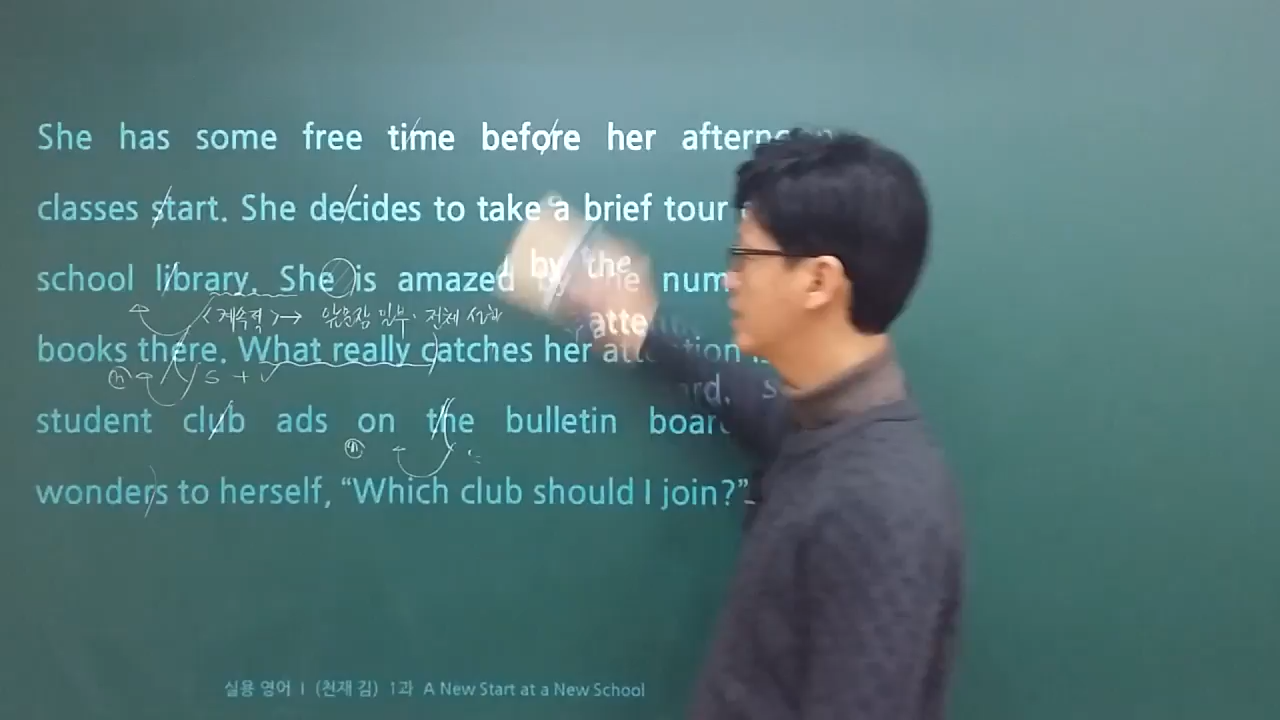 She has some free time before her afternoon
classes start. She decides to take a brief tour
school library. She is amazed by the num
<계속적> → 앞문장 일부·전체
books there. What really catches her attention is
ⓝ S + V
student club ads on the bulletin board
ⓝ
wonders to herself, “Which club should I join?”
실용 영어 I (천재 김) 1과 A New Start at a New School